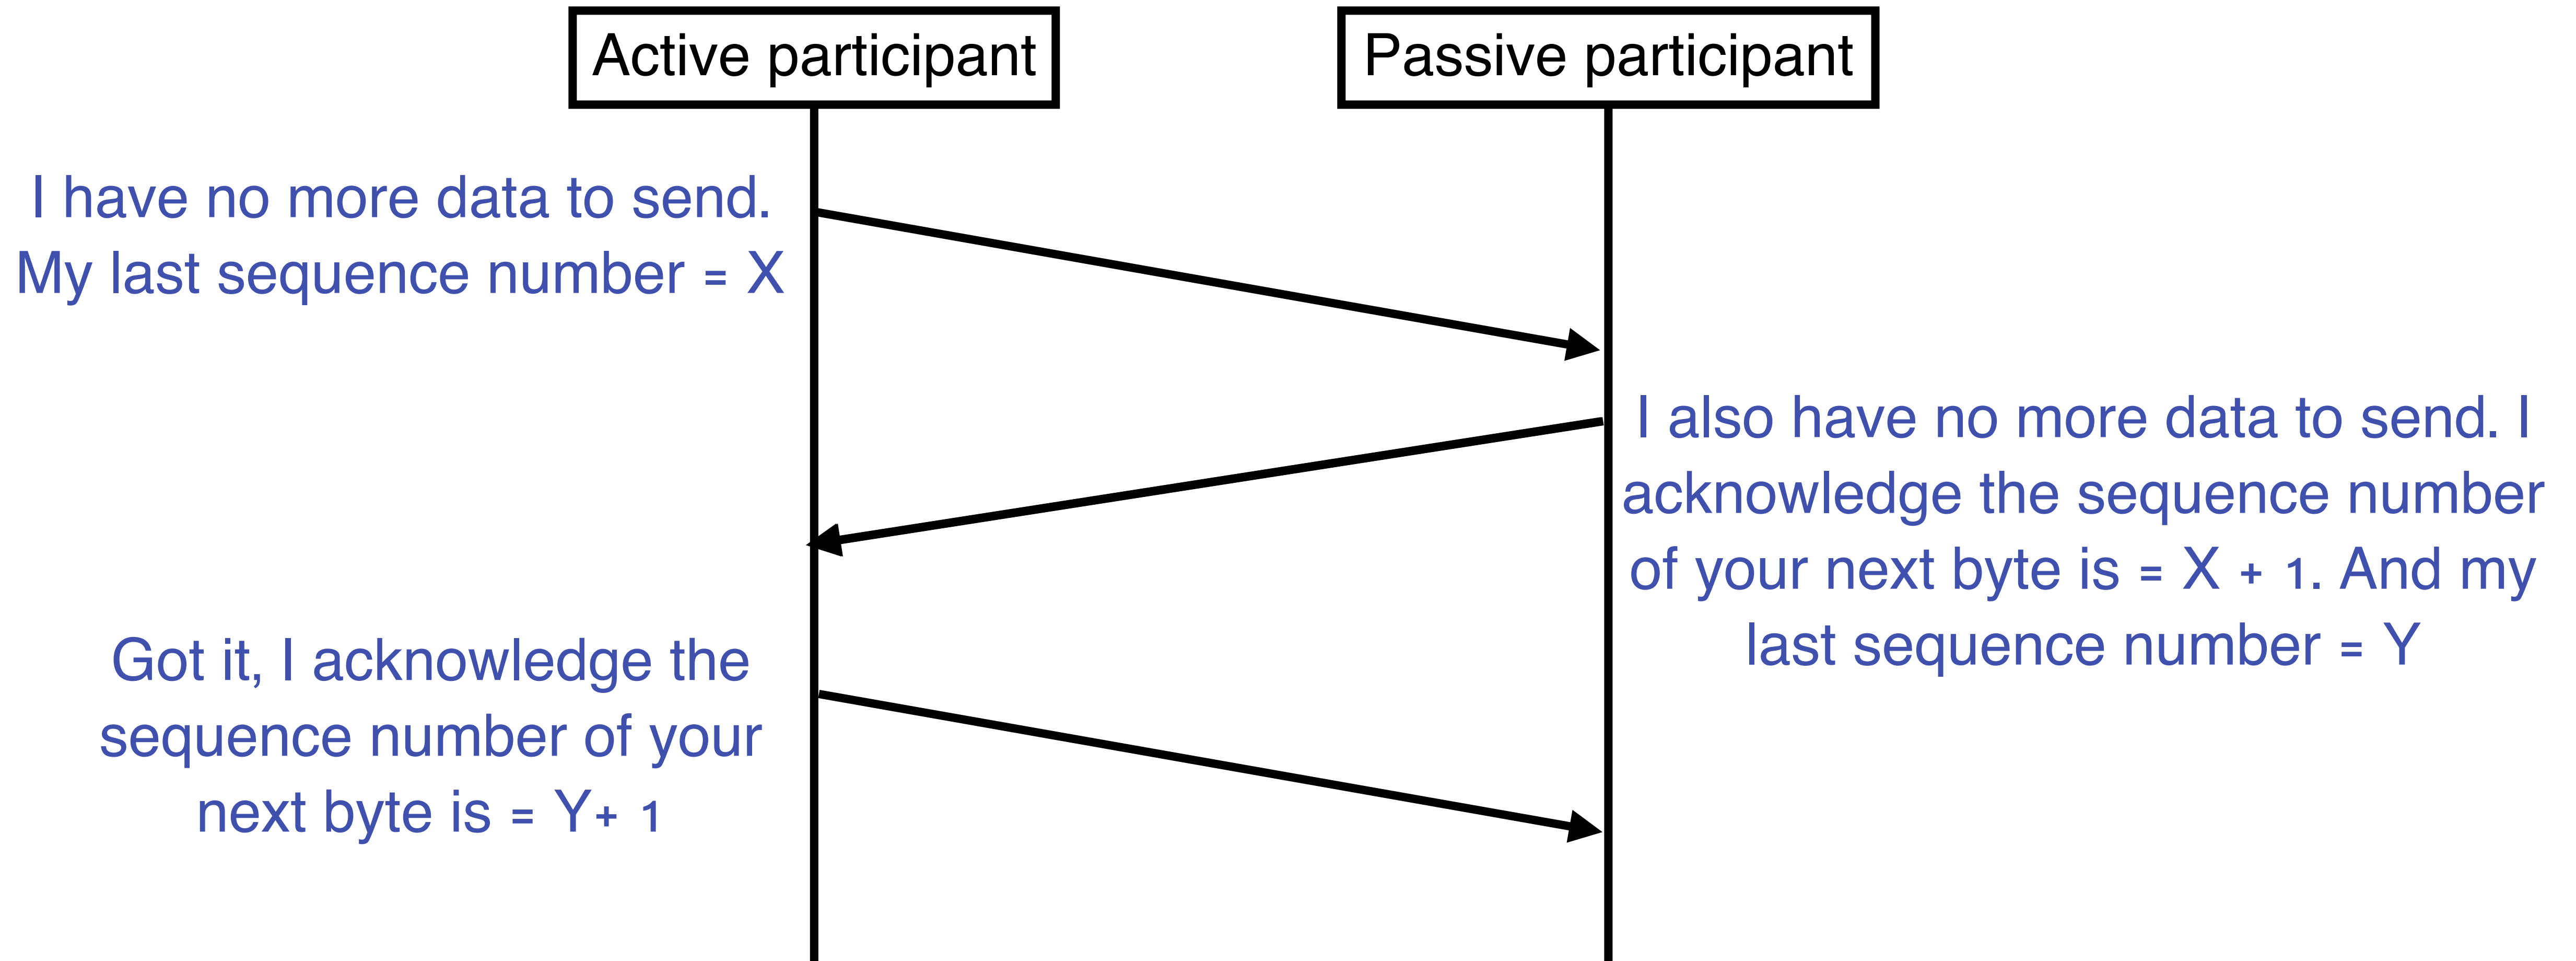 Active participant
Passive participant
I have no more data to send.
My last sequence number = X
I also have no more data to send. I
acknowledge the sequence number
of your next byte is = X + 1. And my
last sequence number = Y
Got it, I acknowledge the
sequence number of your
next byte is = Y+ 1